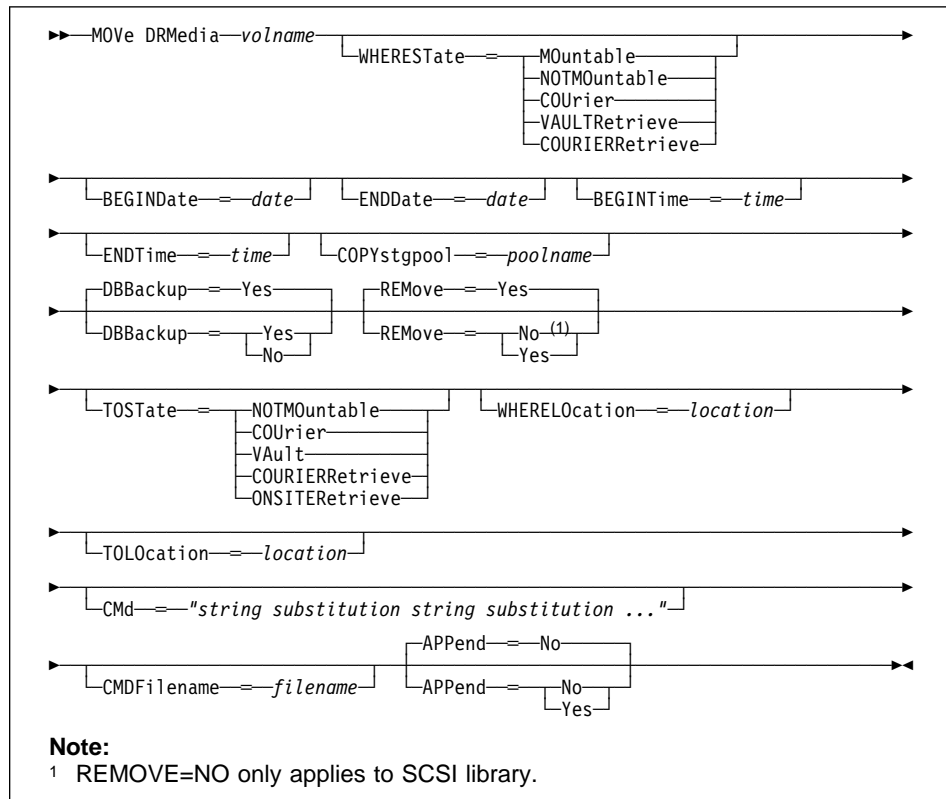 MOVe DRMedia volname
WHERESTate = MOuntable
NOTMOuntable
COUrier
VAULTRetrieve
COURIERRetrieve
BEGINDate = date ENDDate = date BEGINTime = time
ENDTime = time COPYstgpool = poolname
DBBackup = Yes REMove = Yes
DBBackup = Yes REMove = No (1)
No Yes
TOSTate = NOTMOuntable WHERELOcation = location
COUrier
VAult
COURIERRetrieve
ONSITERetrieve
TOLOcation = location
CMd = "string substitution string substitution ..."
APPend = No
CMDFilename = filename APPend = No
Yes
Note:
1 REMOVE=NO only applies to SCSI library.